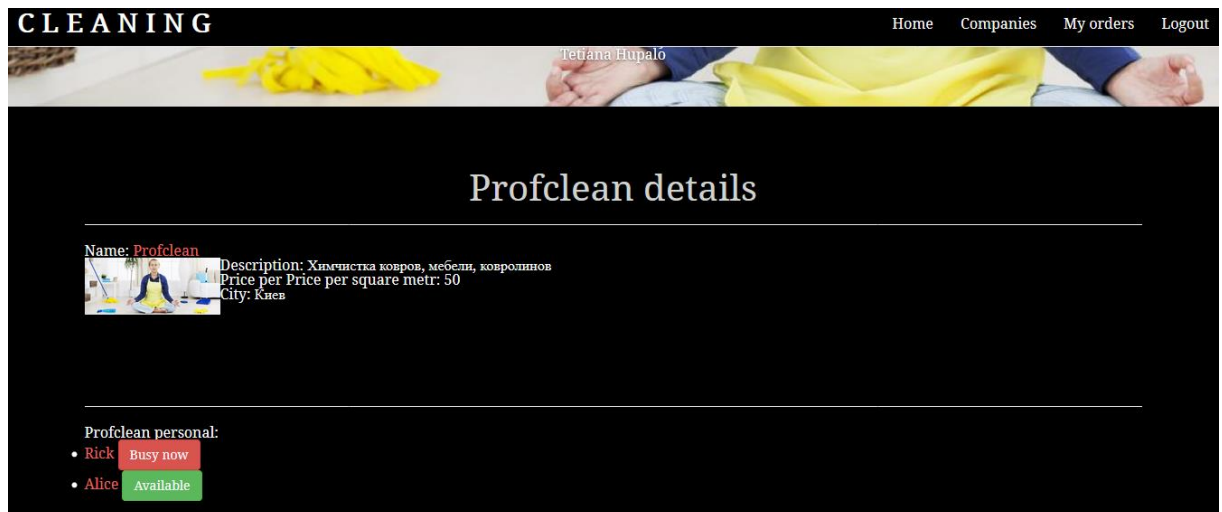 CLEANING
Home Companies My orders Logout
Tetiana Hupalo
Profclean details
Name: Profclean
Description: Химчистка ковров, мебели, ковролинов
Price per Price per square metr: 50
City: Киев
Profclean personal:
Rick Busy now
Alice Available